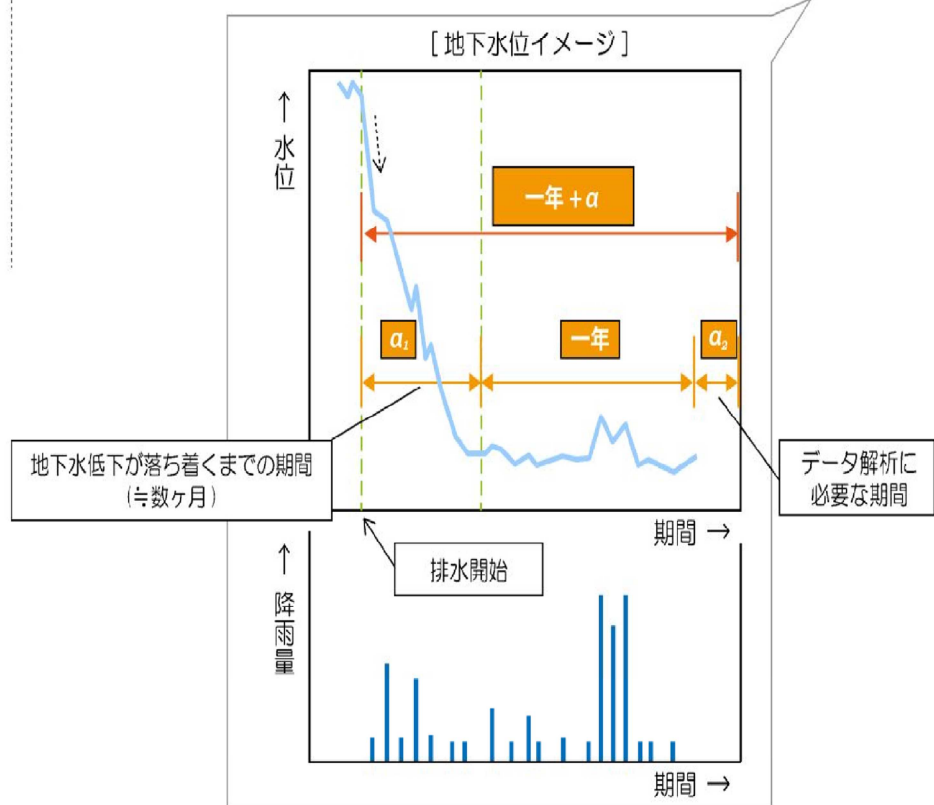 [ 地下水位イメージ ]
↑ 水位
一年 + α
α₁
一年
α₂
地下水低下が落ち着くまでの期間
(≒数ヶ月)
データ解析に
必要な期間
期間 →
排水開始
↑ 降雨量
期間 →